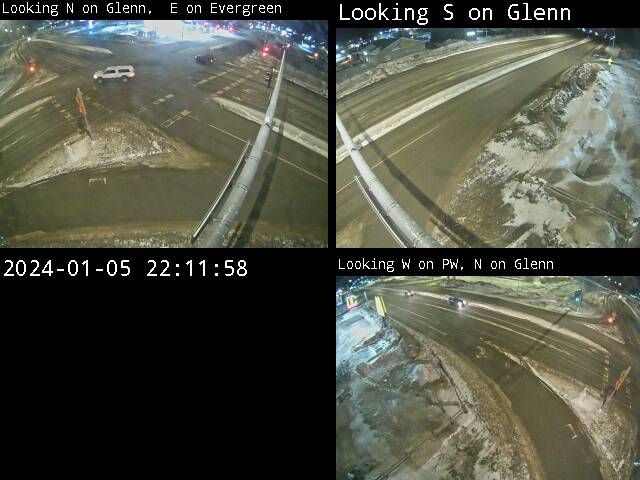 Looking N on Glenn,  E on Evergreen
Looking S on Glenn
2024-01-05 22:11:58
Looking W on PW, N on Glenn